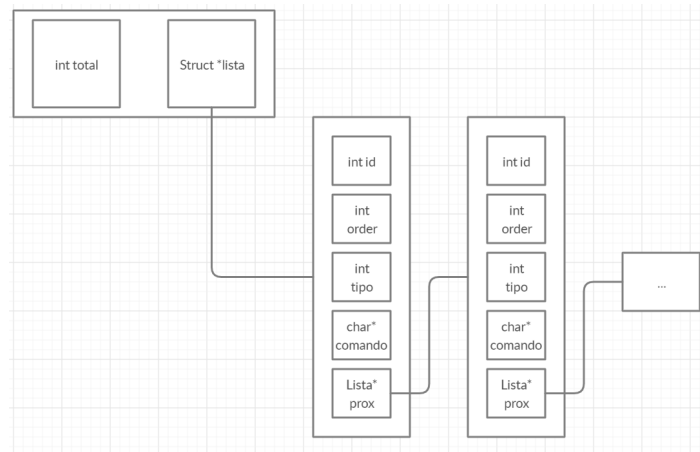 int total
Struct *lista
int id
int
order
int
tipo
char*
comando
Lista*
prox
int id
int
order
int
tipo
char*
comando
Lista*
prox
...